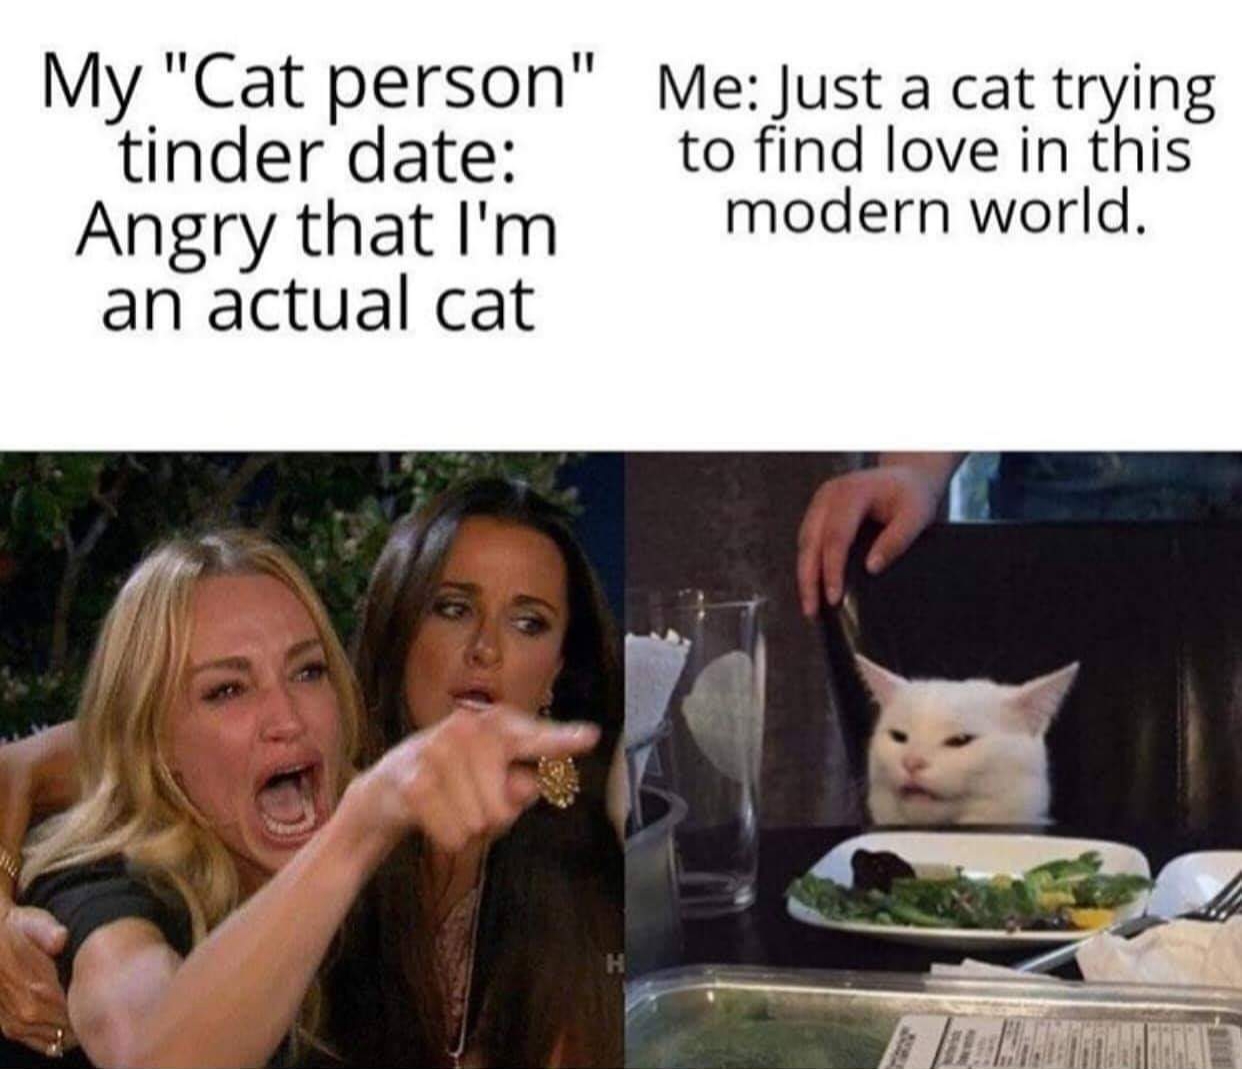 My "Cat person"
tinder date:
Angry that I'm
an actual cat
Me: Just a cat trying
to find love in this
modern world.
H